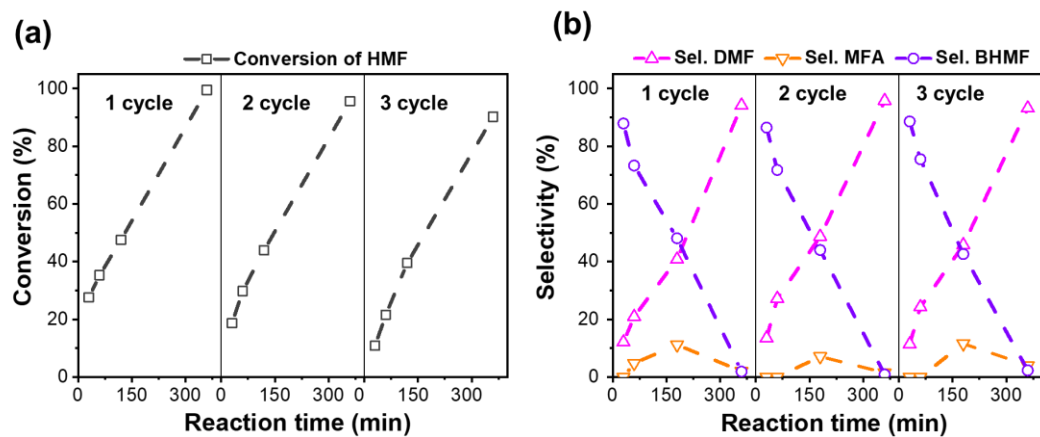 (a)
Conversion of HMF
1 cycle
2 cycle
3 cycle
100
80
60
40
20
0
Conversion (%)
0 150 300 0 150 300 0 150 300
Reaction time (min)
(b)
Sel. DMF Sel. MFA Sel. BHMF
1 cycle
2 cycle
3 cycle
100
80
60
40
20
0
Selectivity (%)
0 150 300 0 150 300 0 150 300
Reaction time (min)